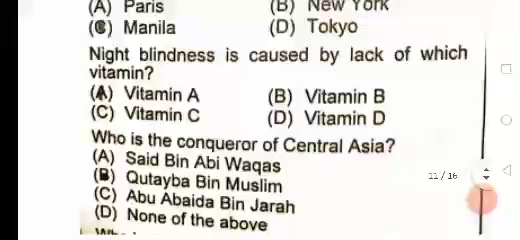 (A) Paris (B) New York
(C) Manila (D) Tokyo
Night blindness is caused by lack of which
vitamin?
(A) Vitamin A (B) Vitamin B
(C) Vitamin C (D) Vitamin D
Who is the conqueror of Central Asia?
(A) Said Bin Abi Waqas
(B) Qutayba Bin Muslim
(C) Abu Abaida Bin Jarah
(D) None of the above
11 / 16